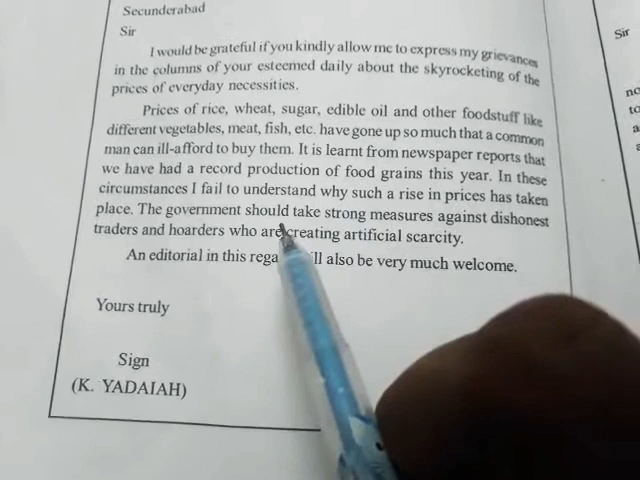 Secunderabad
Sir
I would be grateful if you kindly allow me to express my grievances
in the columns of your esteemed daily about the skyrocketing of the
prices of everyday necessities.
Prices of rice, wheat, sugar, edible oil and other foodstuff like
different vegetables, meat, fish, etc. have gone up so much that a common
man can ill-afford to buy them. It is learnt from newspaper reports that
we have had a record production of food grains this year. In these
circumstances I fail to understand why such a rise in prices has taken
place. The government should take strong measures against dishonest
traders and hoarders who are creating artificial scarcity.
An editorial in this rega ill also be very much welcome.
Yours truly
Sign
(K. YADAIAH)
Sir